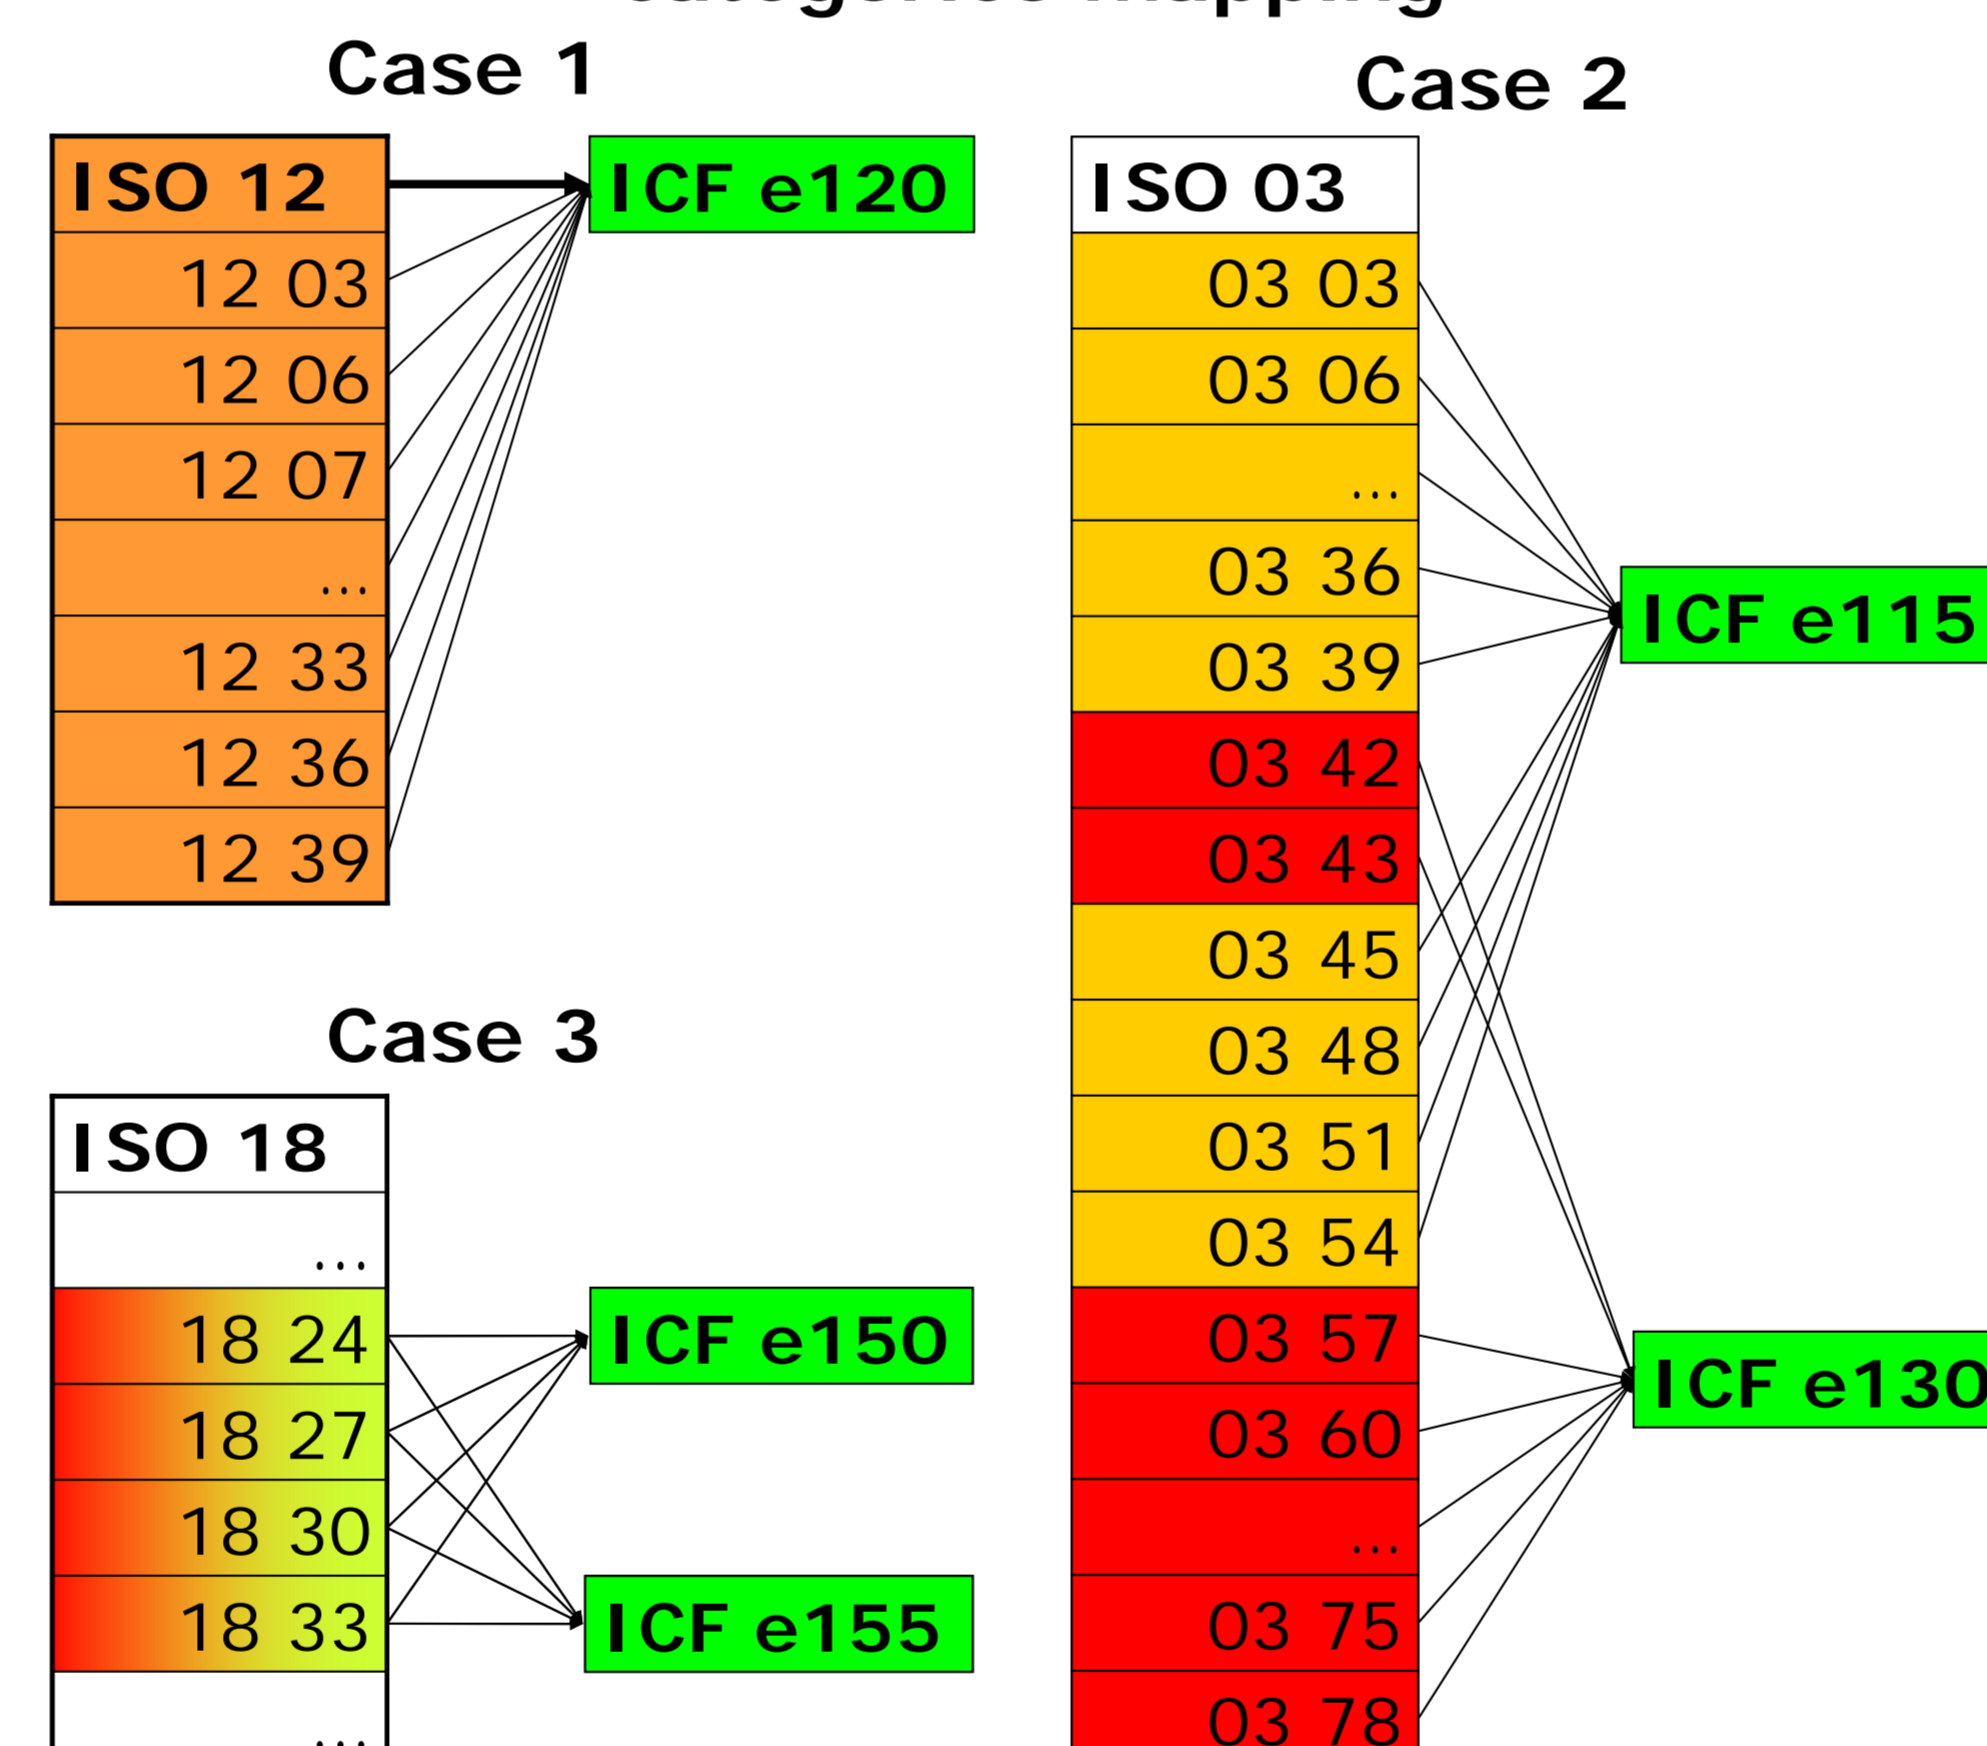 categories mapping
Case 1
ISO 12
ICF e120
12 03
12 06
12 07
...
12 33
12 36
12 39
Case 2
ISO 03
03 03
03 06
...
03 36
03 39
03 42
03 43
03 45
03 48
03 51
03 54
03 57
03 60
...
03 75
03 78
ICF e115
ICF e130
Case 3
ISO 18
...
18 24
18 27
18 30
18 33
...
ICF e150
ICF e155